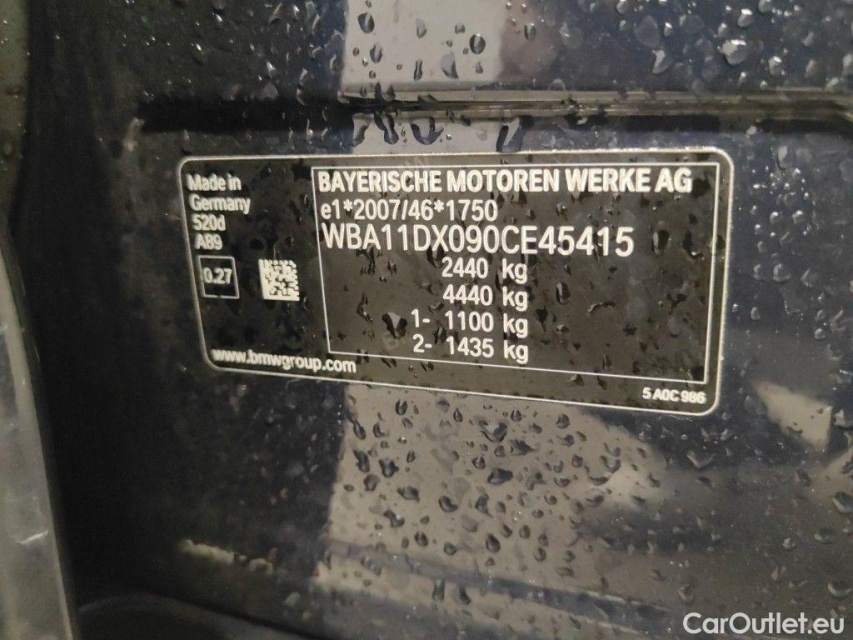 Made in
Germany
520d
A89
0.27
www.bmwgroup.com
BAYERISCHE MOTOREN WERKE AG
e1*2007/46*1750
WBA11DX090CE45415
2440 kg
4440 kg
1- 1100 kg
2- 1435 kg
5 A0C 986
CarOutlet.eu